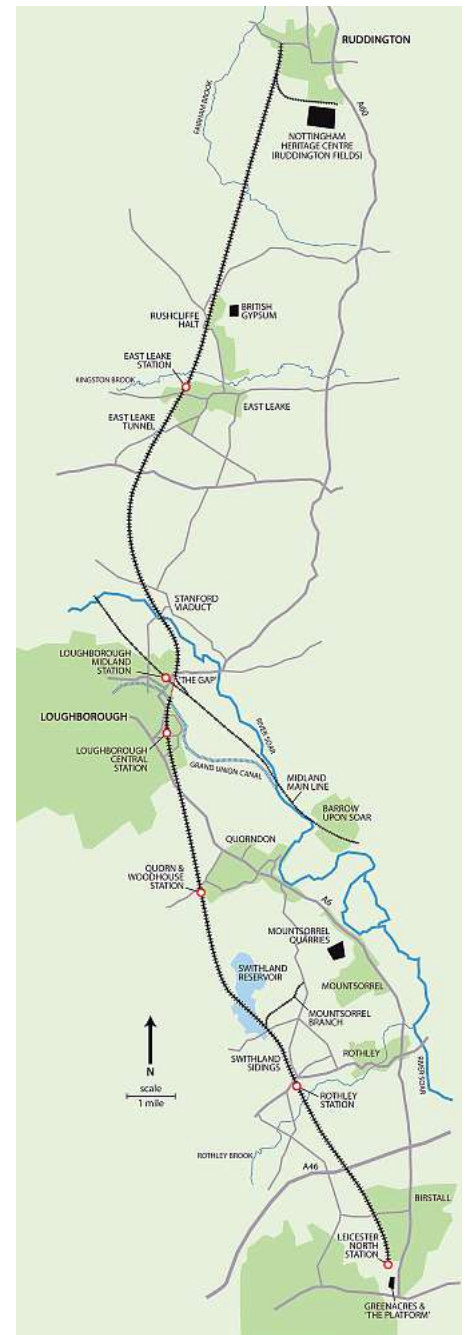 RUDDINGTON
FAIRHAM BROOK
A60
NOTTINGHAM
HERITAGE CENTRE
(RUDDINGTON FIELDS)
RUSHCLIFFE
HALT
BRITISH
GYPSUM
EAST LEAKE
STATION
KINGSTON BROOK
EAST LEAKE
EAST LEAKE
TUNNEL
STANFORD
VIADUCT
LOUGHBOROUGH
MIDLAND
STATION
'THE GAP'
LOUGHBOROUGH
RIVER SOAR
LOUGHBOROUGH
CENTRAL
STATION
GRAND UNION CANAL
MIDLAND
MAIN LINE
BARROW
UPON SOAR
QUORNDON
QUORN &
WOODHOUSE
STATION
A6
MOUNTSORREL
QUARRIES
SWITHLAND
RESERVOIR
MOUNTSORREL
MOUNTSORREL
BRANCH
N
scale
1 mile
SWITHLAND
SIDINGS
ROTHLEY
RIVER SOAR
ROTHLEY
STATION
ROTHLEY BROOK
A46
BIRSTALL
LEICESTER
NORTH
STATION
GREENACRES &
'THE PLATFORM'